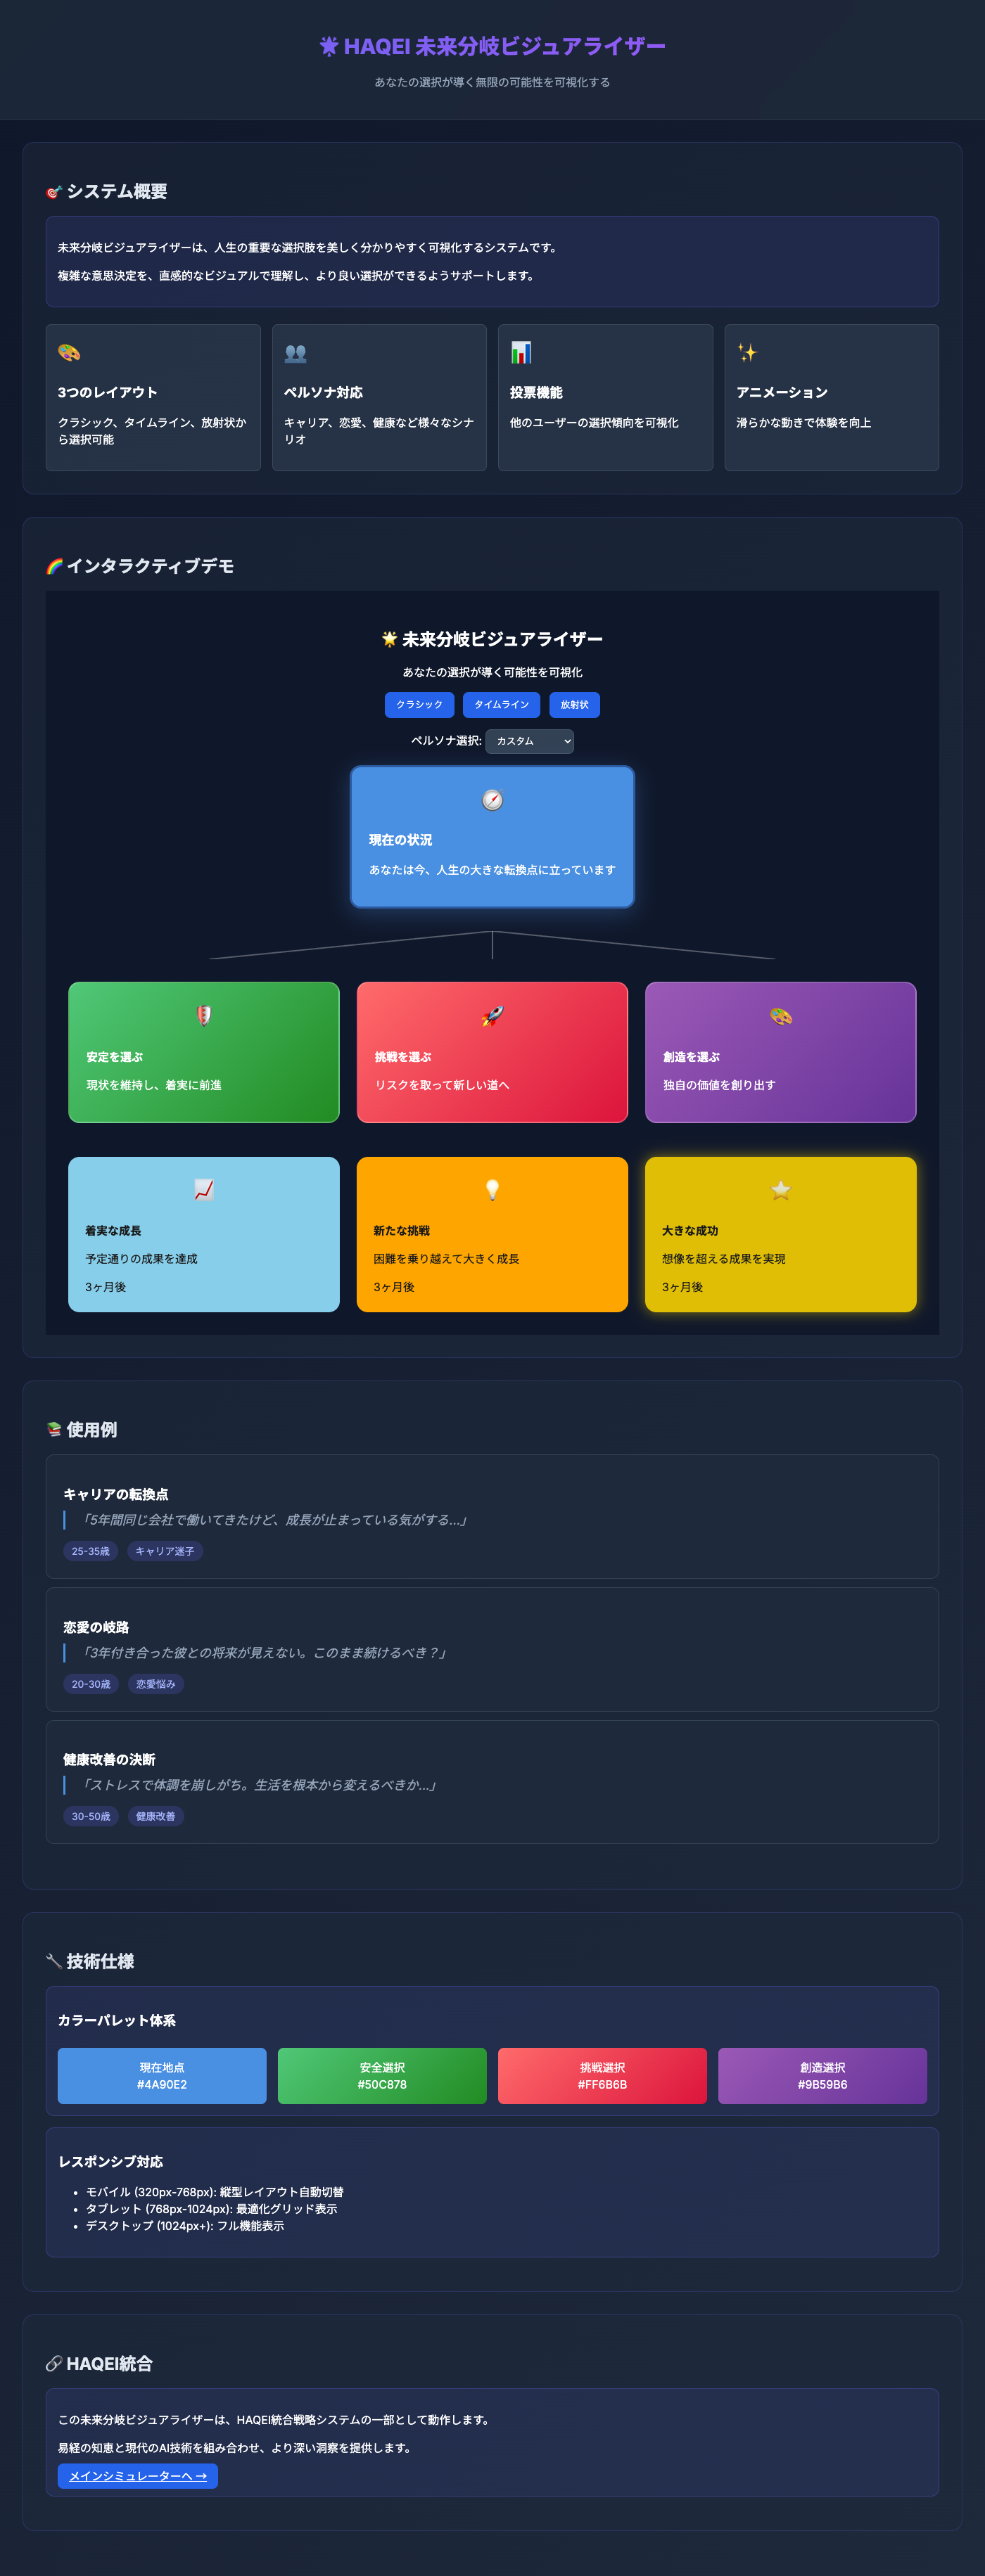 🌟 HAQEI 未来分岐ビジュアライザー
あなたの選択が導く無限の可能性を可視化する
🎯 システム概要
未来分岐ビジュアライザーは、人生の重要な選択肢を美しく分かりやすく可視化するシステムです。
複雑な意思決定を、直感的なビジュアルで理解し、より良い選択ができるようサポートします。
🎨
3つのレイアウト
クラシック、タイムライン、放射状か
ら選択可能
👥
ペルソナ対応
キャリア、恋愛、健康など様々なシナ
リオ
📊
投票機能
他のユーザーの選択傾向を可視化
✨
アニメーション
滑らかな動きで体験を向上
🌈 インタラクティブデモ
🌟 未来分岐ビジュアライザー
あなたの選択が導く可能性を可視化
クラシック
タイムライン
放射状
ペルソナ選択: カスタム
🧭
現在の状況
あなたは今、人生の大きな転換点に立っています
🛡️
安定を選ぶ
現状を維持し、着実に前進
🚀
挑戦を選ぶ
リスクを取って新しい道へ
🎨
創造を選ぶ
独自の価値を創り出す
📈
着実な成長
予定通りの成果を達成
3ヶ月後
💡
新たな挑戦
困難を乗り越えて大きく成長
3ヶ月後
⭐
大きな成功
想像を超える成果を実現
3ヶ月後
📚 使用例
キャリアの転換点
「5年間同じ会社で働いてきたけど、成長が止まっている気がする...」
25-35歳
キャリア迷子
恋愛の岐路
「3年付き合った彼との将来が見えない。このまま続けるべき？」
20-30歳
恋愛悩み
健康改善の決断
「ストレスで体調を崩しがち。生活を根本から変えるべきか...」
30-50歳
健康改善
🔧 技術仕様
カラーパレット体系
現在地点
#4A90E2
安全選択
#50C878
挑戦選択
#FF6B6B
創造選択
#9B59B6
レスポンシブ対応
• モバイル (320px-768px): 縦型レイアウト自動切替
• タブレット (768px-1024px): 最適化グリッド表示
• デスクトップ (1024px+): フル機能表示
🔗 HAQEI統合
この未来分岐ビジュアライザーは、HAQEI統合戦略システムの一部として動作します。
易経の知恵と現代のAI技術を組み合わせ、より深い洞察を提供します。
メインシミュレーターへ →